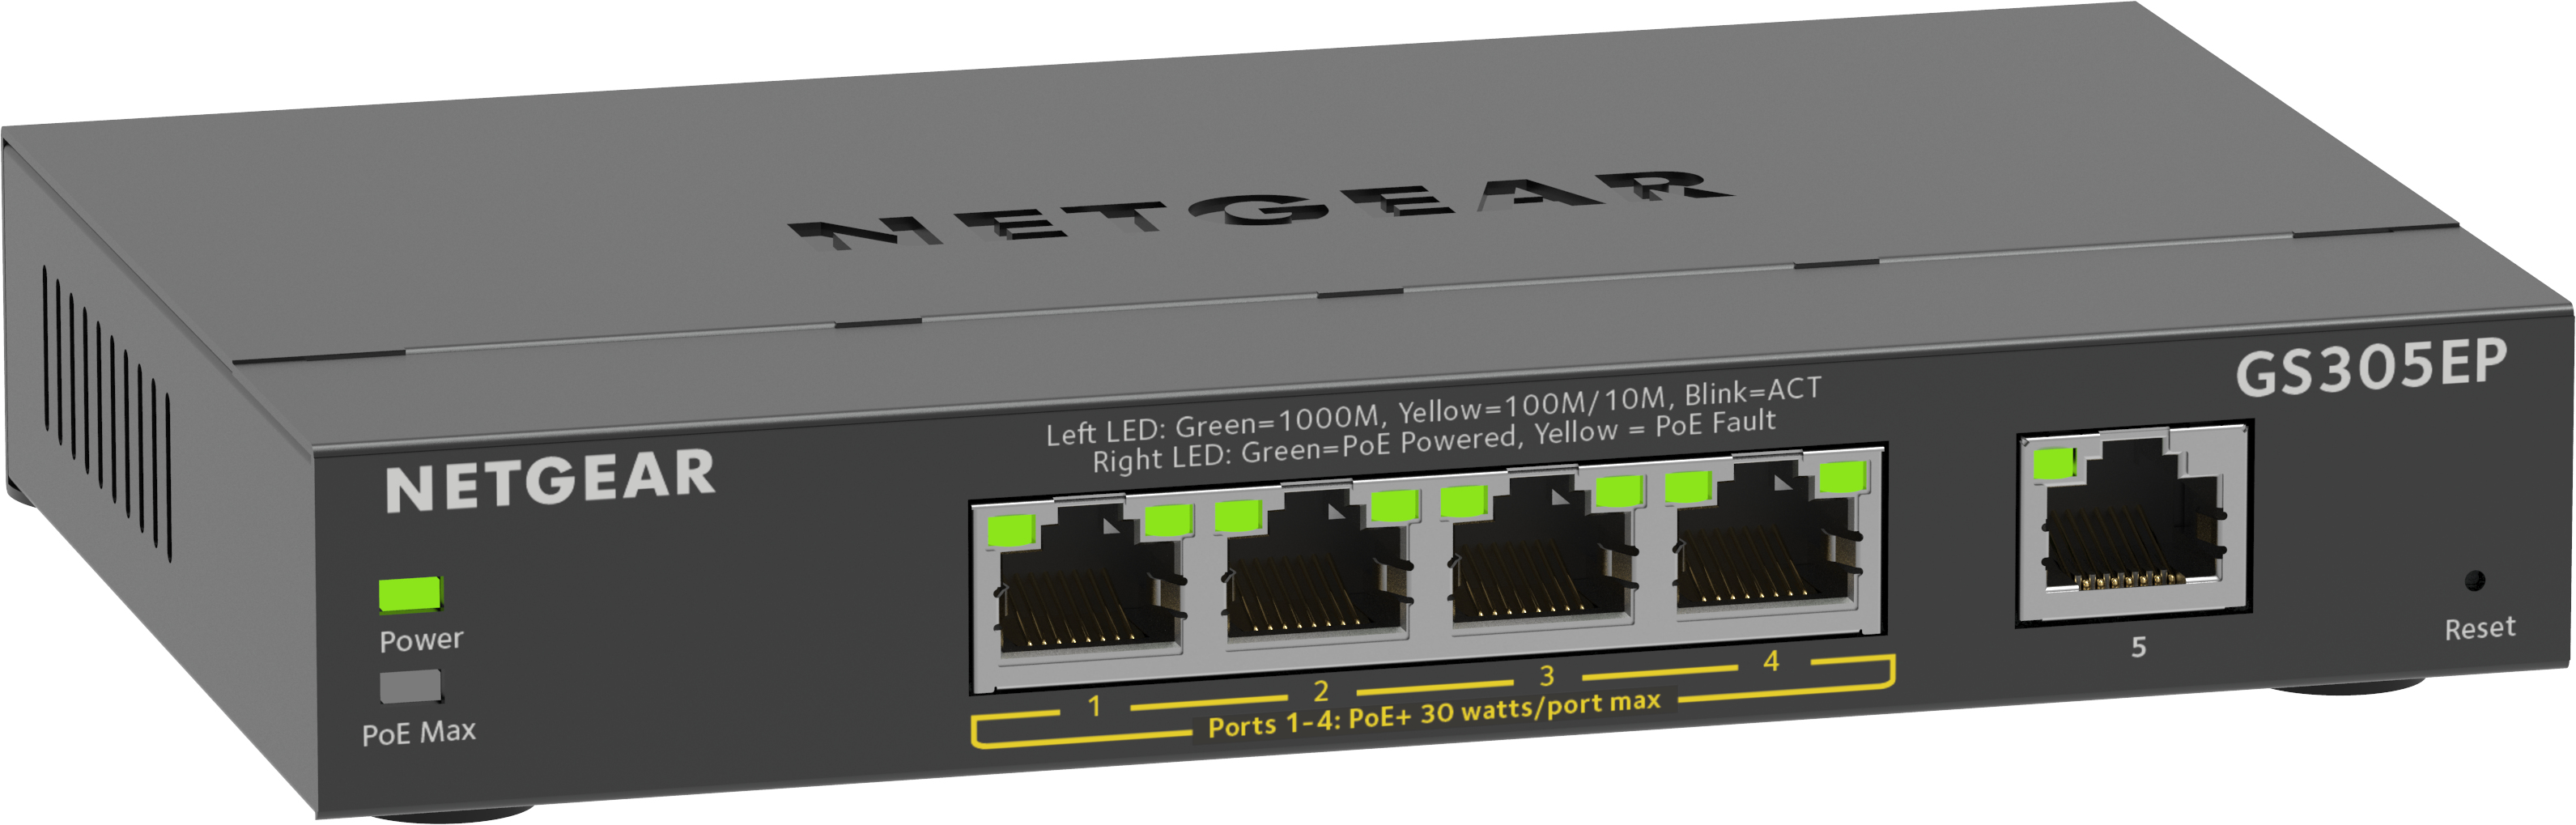 NETGEAR
GS305EP
Left LED: Green=1000M, Yellow=100M/10M, Blink=ACT
Right LED: Green=PoE Powered, Yellow = PoE Fault
NETGEAR
Power
PoE Max
1 2 3 4
Ports 1-4: PoE+ 30 watts/port max
5
Reset